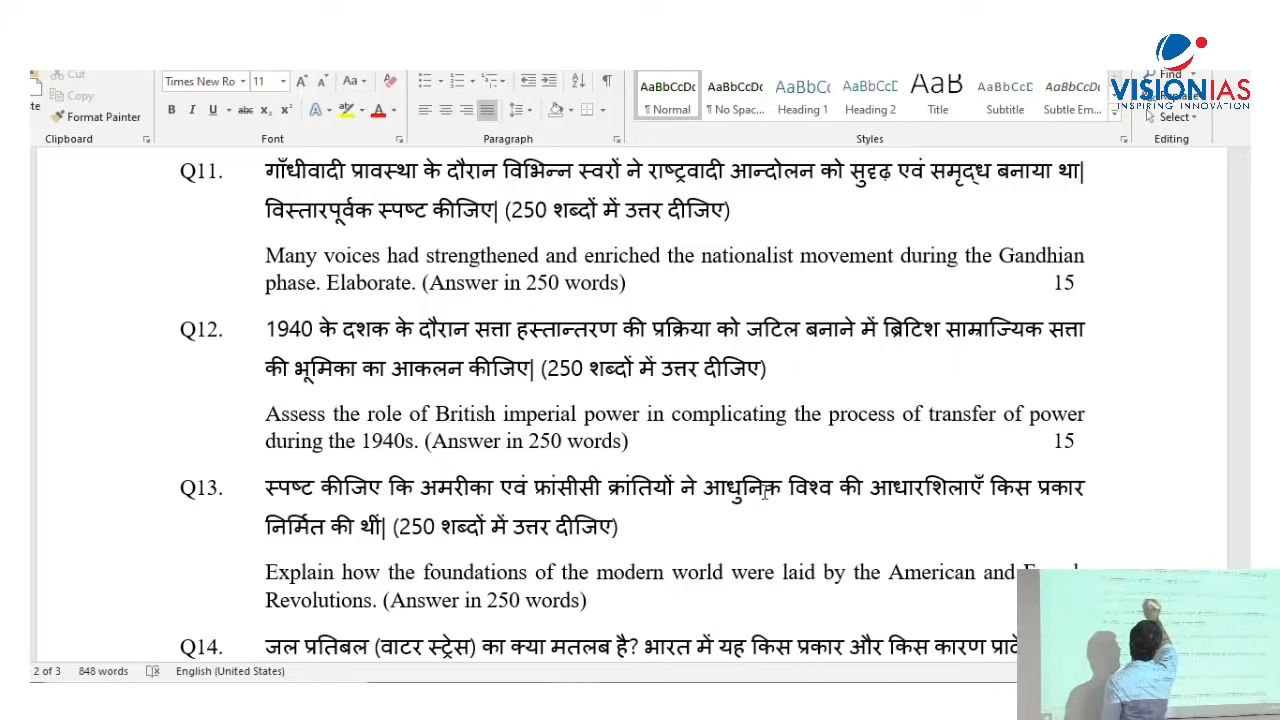 VISIONIAS
INSPIRING INNOVATION
Cut
Copy
Format Painter
Clipboard
Times New Ro 11
Font
Paragraph
AaBbCcDc AaBbCcDc AaBbCc AaBbCcD AaB AaBbCcD AaBbCcDc
¶ Normal ¶ No Spac... Heading 1 Heading 2 Title Subtitle Subtle Em...
Styles
Find
Select
Editing
Q11. गाँधीवादी प्रावस्था के दौरान विभिन्न स्वरों ने राष्ट्रवादी आन्दोलन को सुदृढ़ एवं समृद्ध बनाया था|
विस्तारपूर्वक स्पष्ट कीजिए| (250 शब्दों में उत्तर दीजिए)
Many voices had strengthened and enriched the nationalist movement during the Gandhian
phase. Elaborate. (Answer in 250 words) 15
Q12. 1940 के दशक के दौरान सत्ता हस्तान्तरण की प्रक्रिया को जटिल बनाने में ब्रिटिश साम्राज्यिक सत्ता
की भूमिका का आकलन कीजिए| (250 शब्दों में उत्तर दीजिए)
Assess the role of British imperial power in complicating the process of transfer of power
during the 1940s. (Answer in 250 words) 15
Q13. स्पष्ट कीजिए कि अमरीका एवं फ्रांसीसी क्रांतियों ने आधुनिक विश्व की आधारशिलाएँ किस प्रकार
निर्मित की थीं| (250 शब्दों में उत्तर दीजिए)
Explain how the foundations of the modern world were laid by the American and
Revolutions. (Answer in 250 words)
Q14. जल प्रतिबल (वाटर स्ट्रेस) का क्या मतलब है? भारत में यह किस प्रकार और किस कारण
2 of 3 848 words English (United States)